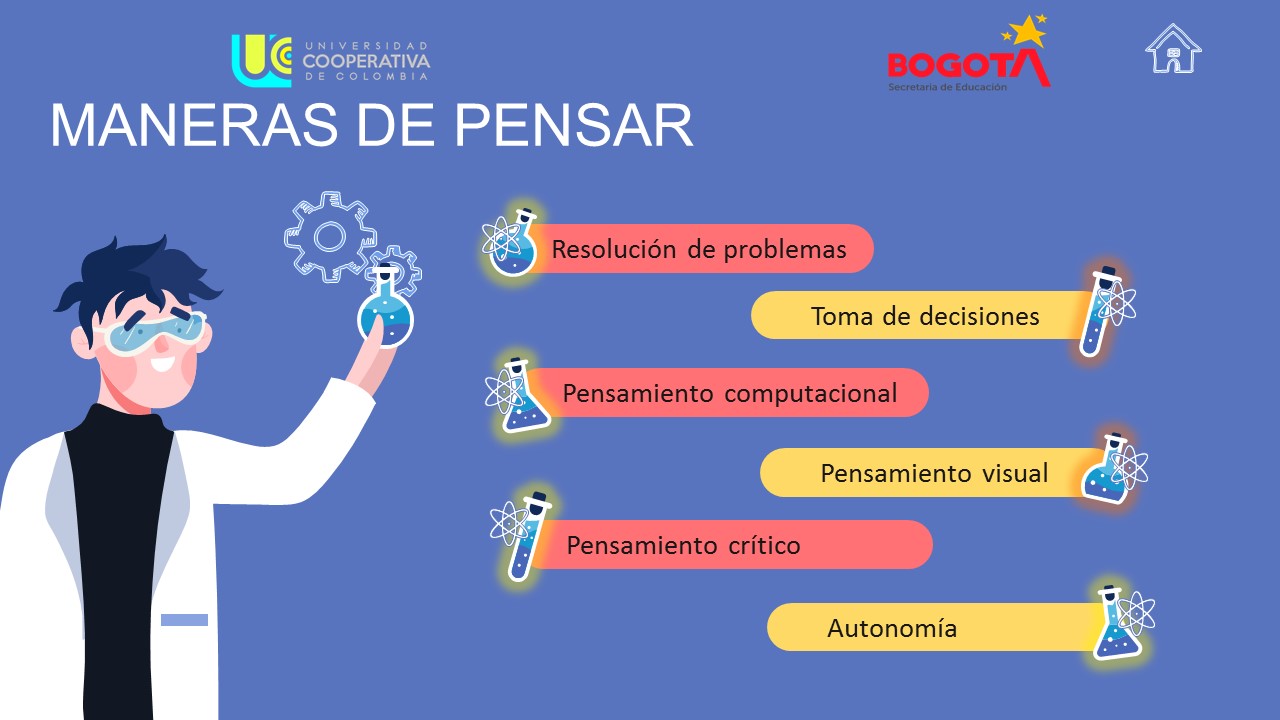 UNIVERSIDAD
COOPERATIVA
DE COLOMBIA
BOGOTÁ
Secretaría de Educación
MANERAS DE PENSAR
Resolución de problemas
Toma de decisiones
Pensamiento computacional
Pensamiento visual
Pensamiento crítico
Autonomía